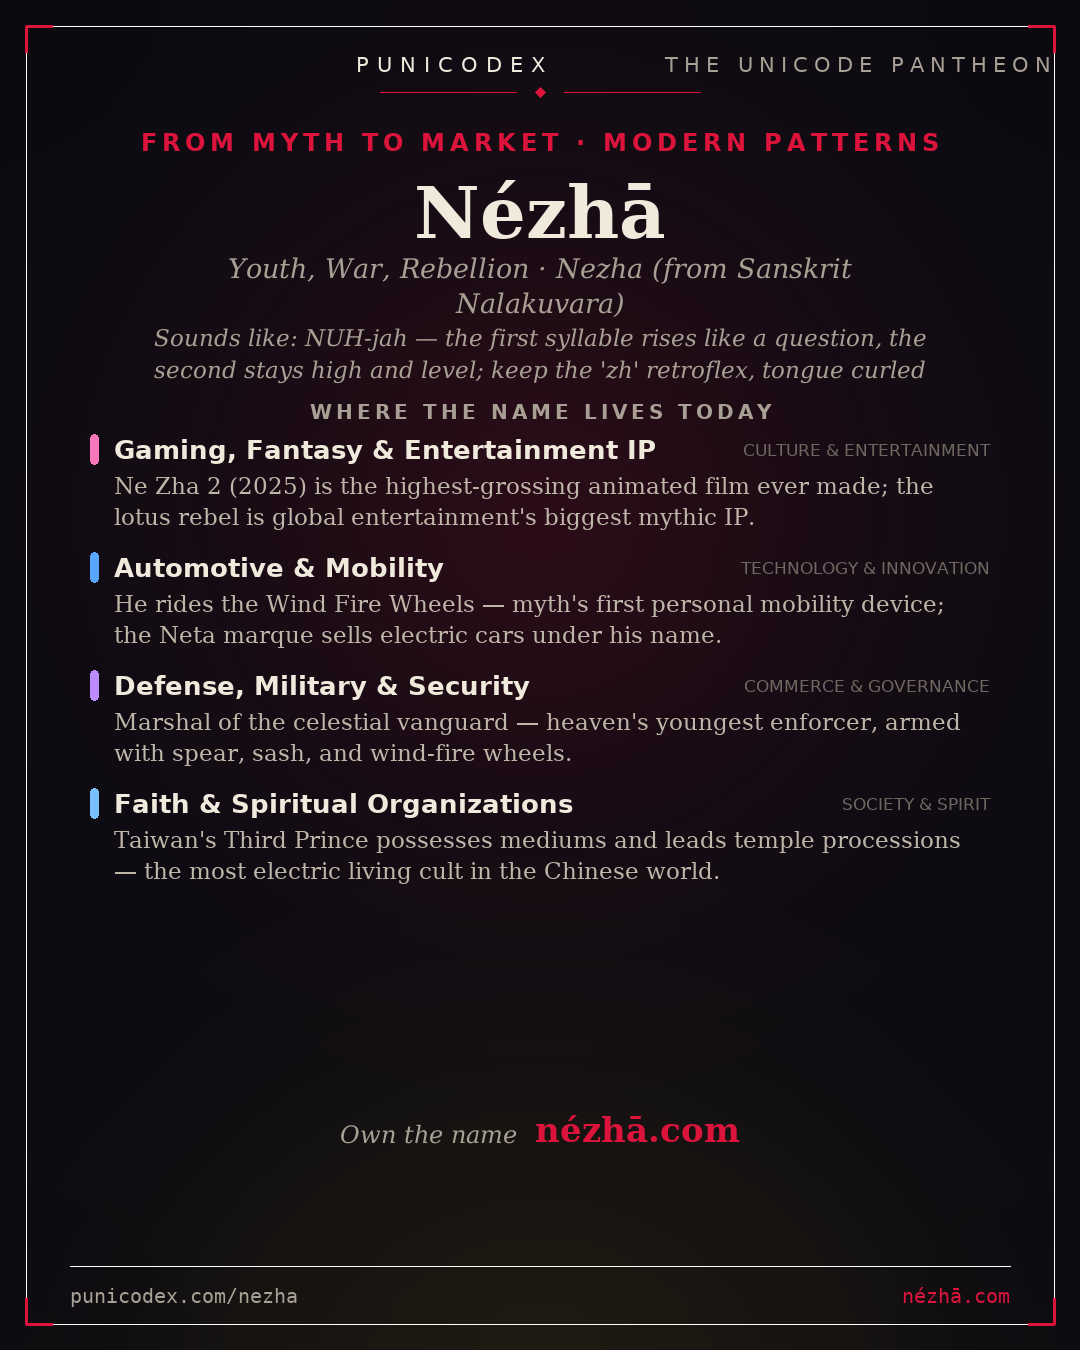 PUNICODEX THE UNICODE PANTHEON
FROM MYTH TO MARKET · MODERN PATTERNS
Nézhā
Youth, War, Rebellion · Nezha (from Sanskrit
Nalakuvara)
Sounds like: NUH-jah — the first syllable rises like a question, the
second stays high and level; keep the 'zh' retroflex, tongue curled
WHERE THE NAME LIVES TODAY
Gaming, Fantasy & Entertainment IP CULTURE & ENTERTAINMENT
Ne Zha 2 (2025) is the highest-grossing animated film ever made; the
lotus rebel is global entertainment's biggest mythic IP.
Automotive & Mobility TECHNOLOGY & INNOVATION
He rides the Wind Fire Wheels — myth's first personal mobility device;
the Neta marque sells electric cars under his name.
Defense, Military & Security COMMERCE & GOVERNANCE
Marshal of the celestial vanguard — heaven's youngest enforcer, armed
with spear, sash, and wind-fire wheels.
Faith & Spiritual Organizations SOCIETY & SPIRIT
Taiwan's Third Prince possesses mediums and leads temple processions
— the most electric living cult in the Chinese world.
Own the name nézhā.com
punicodex.com/nezha nézhā.com